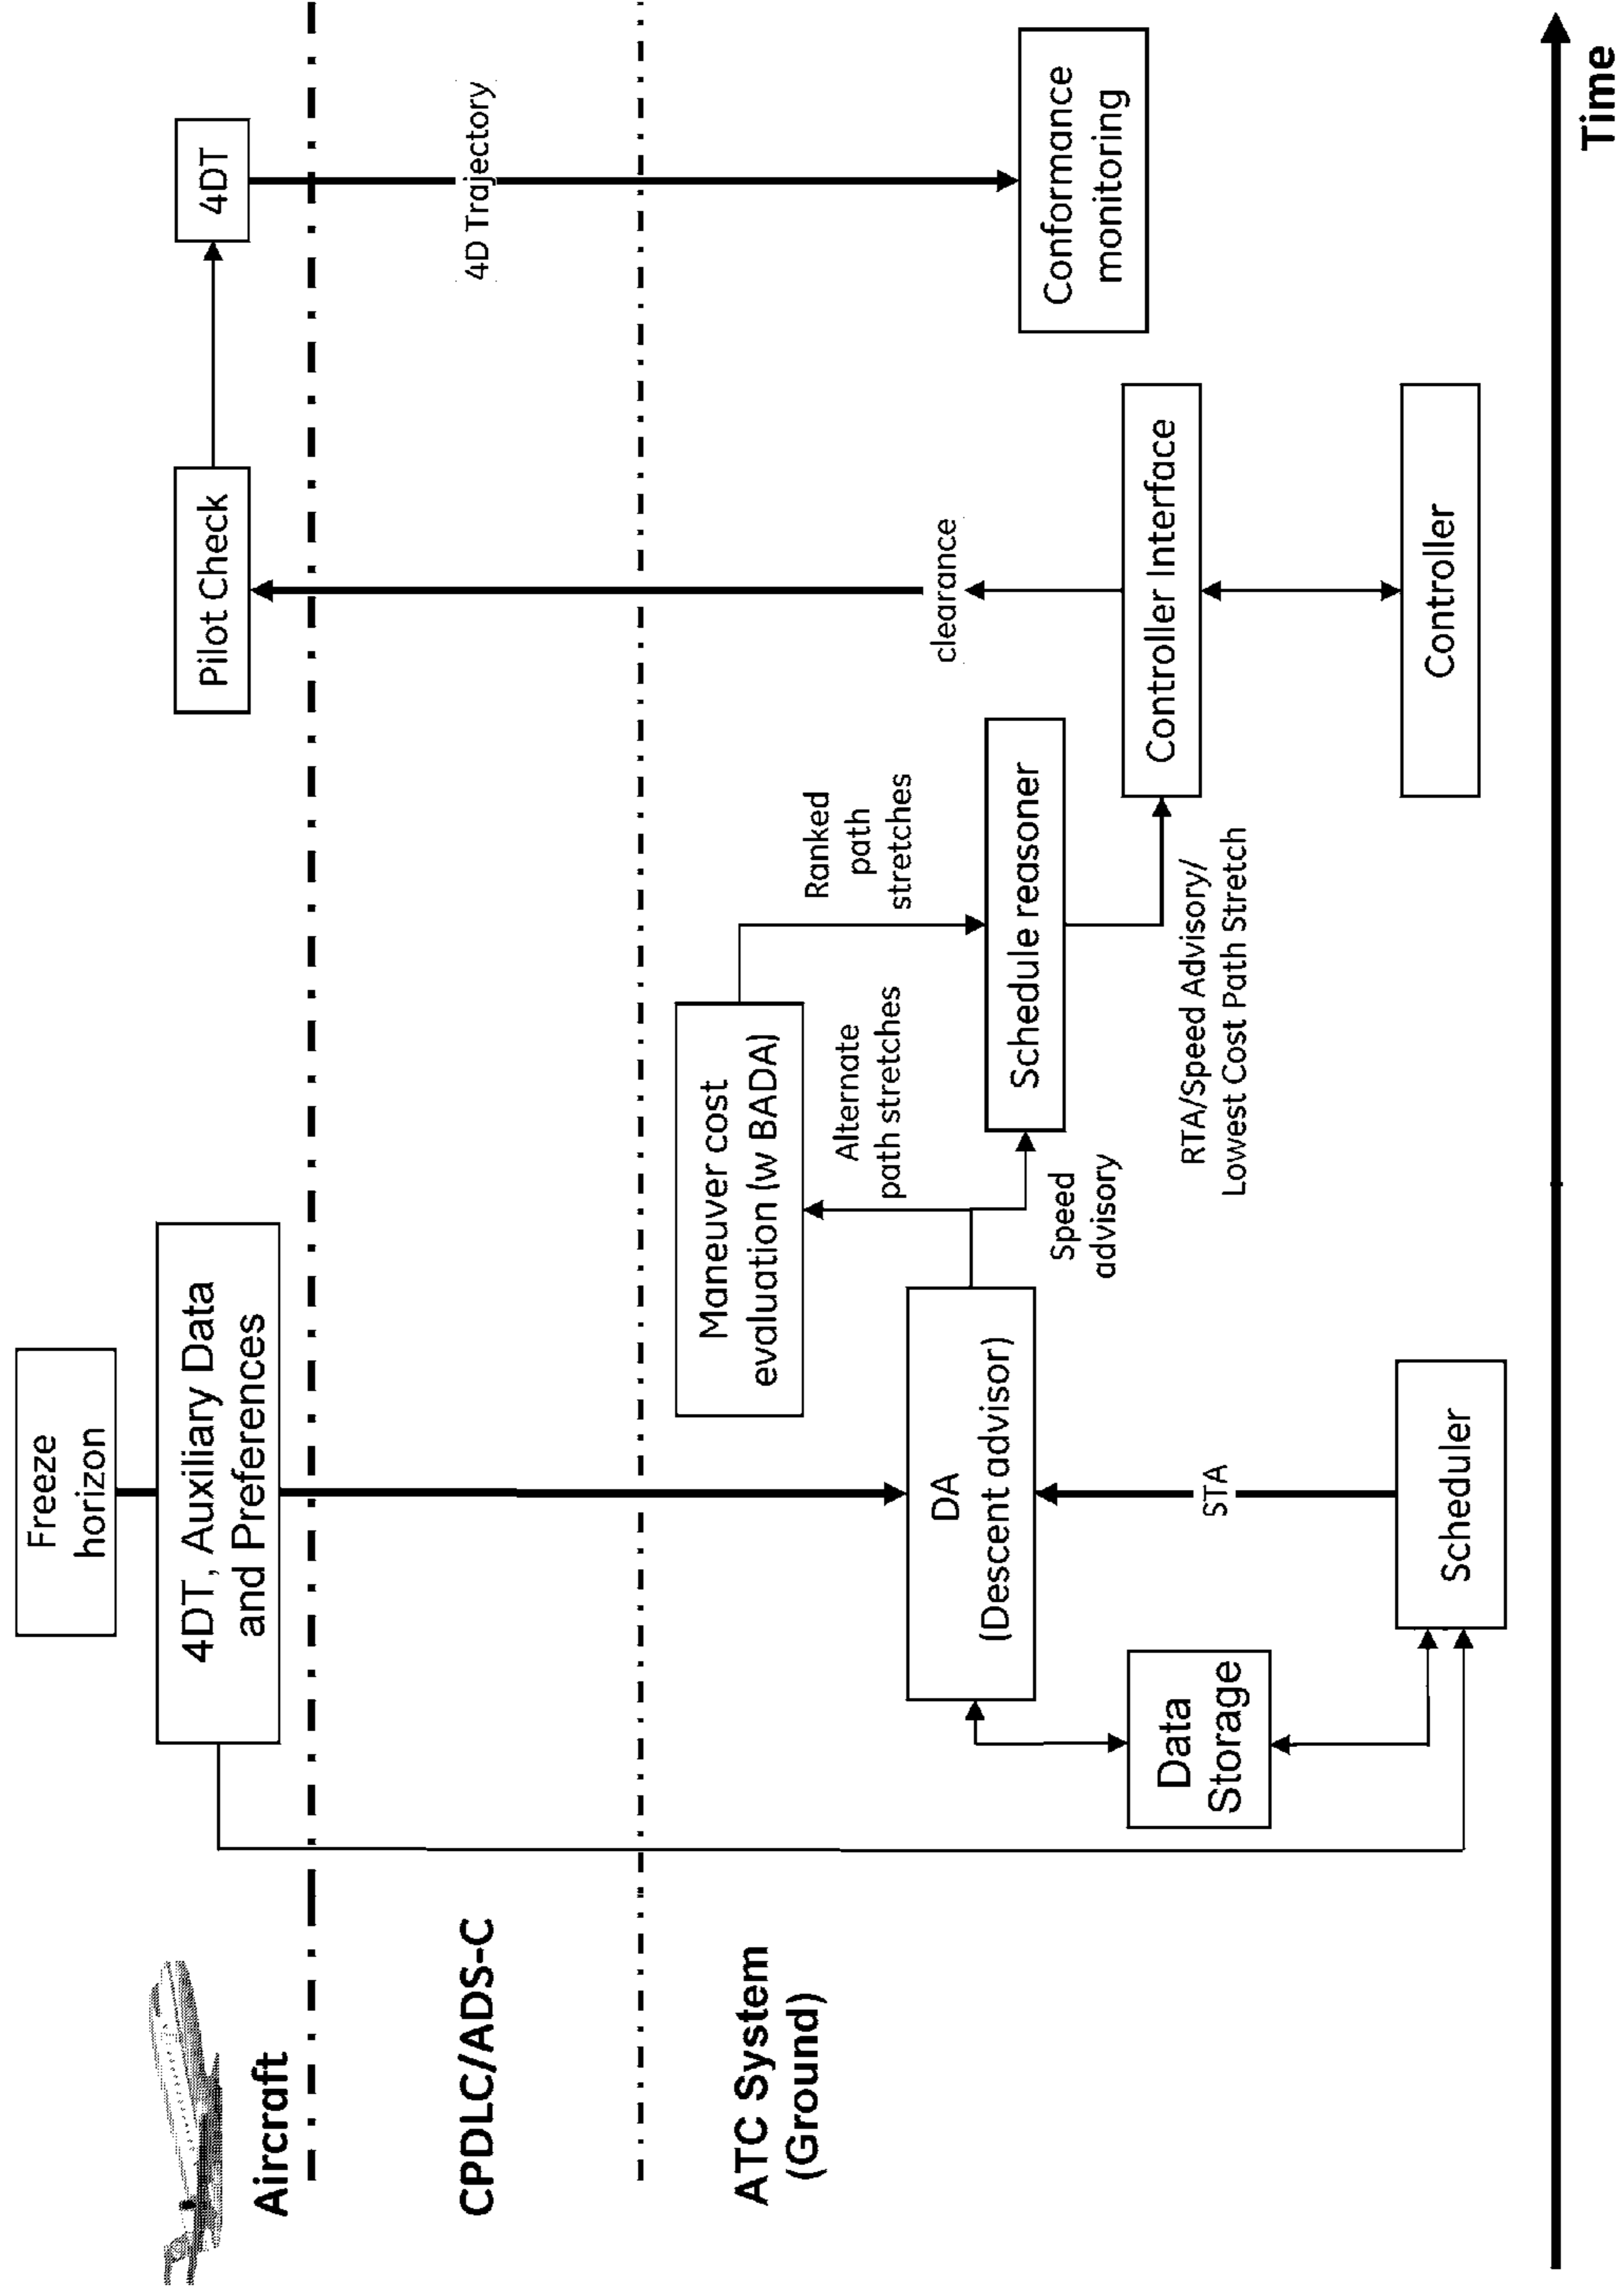 Freeze
horizon
4DT, Auxiliary Data
and Preferences
Pilot Check
4DT
Aircraft
CPDLC/ADS-C
4D Trajectory
ATC System
(Ground)
Maneuver cost
evaluation (w BADA)
Ranked
path
stretches
Alternate
path stretches
clearance
DA
(Descent advisor)
Schedule reasoner
Speed
advisory
Conformance
monitoring
Data
Storage
STA
RTA/Speed Advisory/
Lowest Cost Path Stretch
Controller Interface
Scheduler
Controller
Time